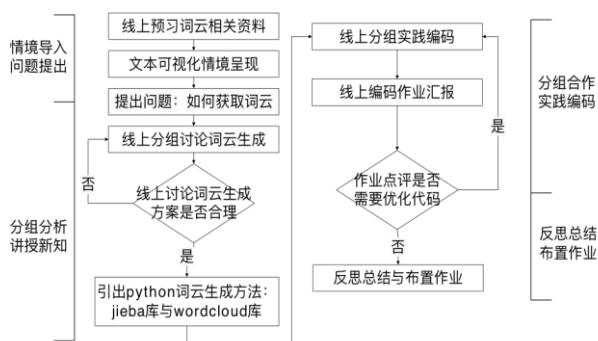 情境导入
问题提出
线上预习词云相关资料
文本可视化情境呈现
提出问题：如何获取词云
线上分组讨论词云生成
否
线上讨论词云生成
方案是否合理
分组分析
讲授新知
是
引出python词云生成方法：
jieba库与wordcloud库
线上分组实践编码
线上编码作业汇报
分组合作
实践编码
是
作业点评是否
需要优化代码
否
反思总结与布置作业
反思总结
布置作业